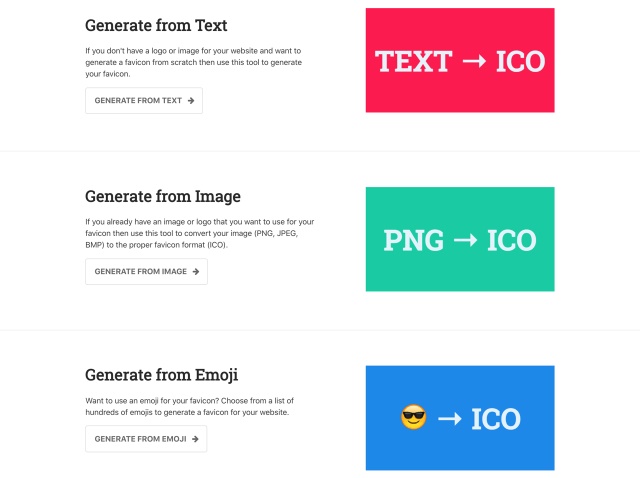 Generate from Text
If you don't have a logo or image for your website and want to
generate a favicon from scratch then use this tool to generate
your favicon.
GENERATE FROM TEXT →
TEXT → ICO
Generate from Image
If you already have an image or logo that you want to use for your
favicon then use this tool to convert your image (PNG, JPEG,
BMP) to the proper favicon format (ICO).
GENERATE FROM IMAGE →
PNG → ICO
Generate from Emoji
Want to use an emoji for your favicon? Choose from a list of
hundreds of emojis to generate a favicon for your website.
GENERATE FROM EMOJI →
😎 → ICO